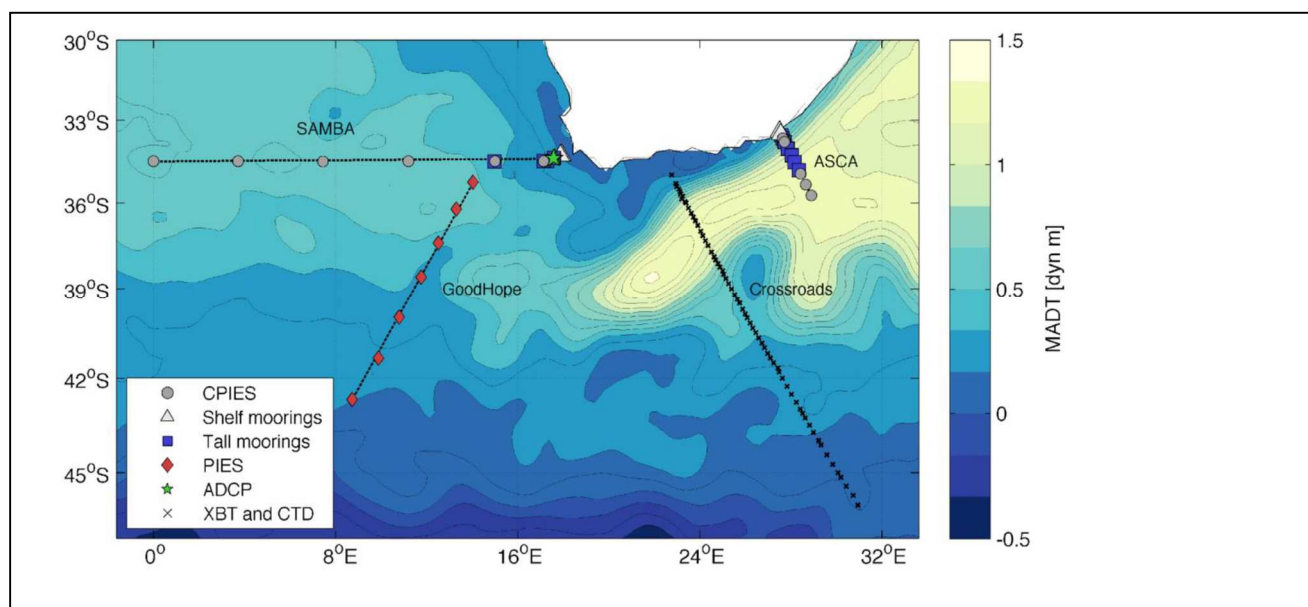 30°S
33°S
36°S
39°S
42°S
45°S
SAMBA
ASCA
GoodHope
Crossroads
CPIES
Shelf moorings
Tall moorings
PIES
ADCP
XBT and CTD
0°
8°E
16°E
24°E
32°E
1.5
1
0.5
0
-0.5
MADT [dyn m]